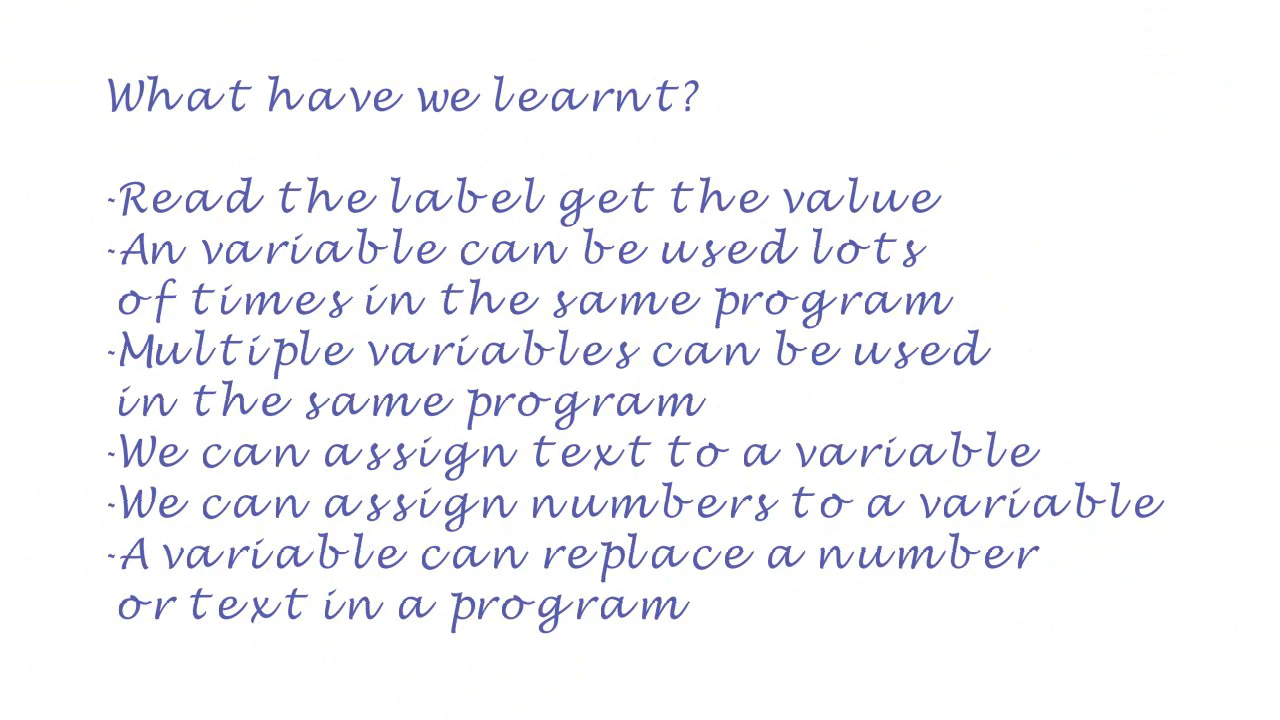 What have we learnt?
-Read the label get the value
-An variable can be used lots
of times in the same program
-Multiple variables can be used
in the same program
-We can assign text to a variable
-We can assign numbers to a variable
-A variable can replace a number
or text in a program